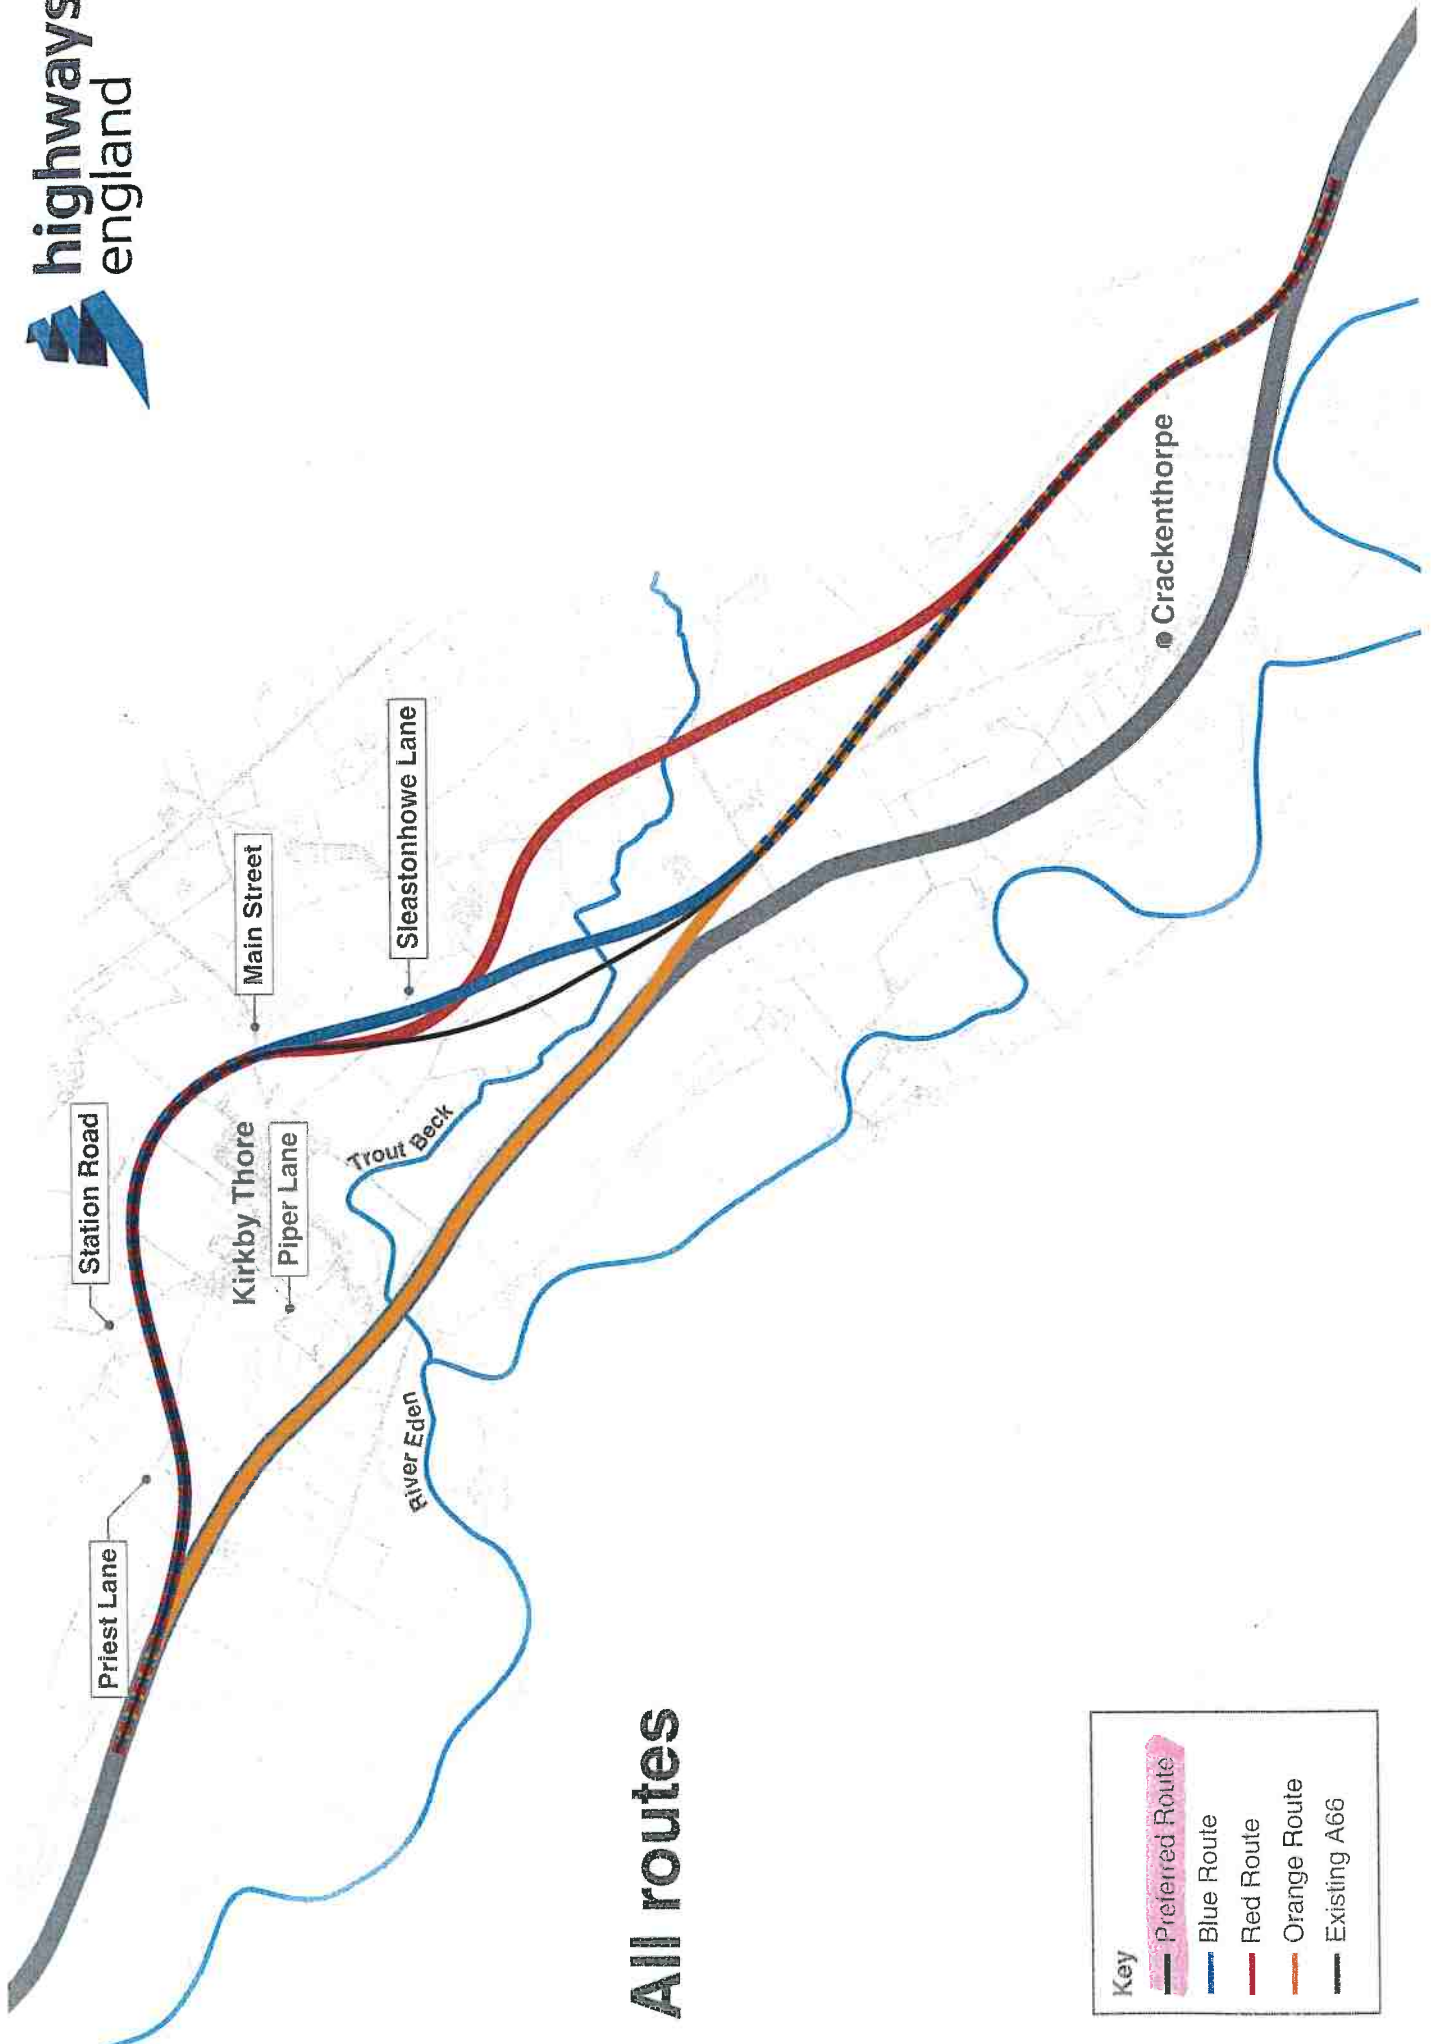 highways
england
Priest Lane
Station Road
Main Street
Sleastonhowe Lane
Kirkby Thore
Piper Lane
Trout Beck
River Eden
Crackenthorpe
All routes
Key
Preferred Route
Blue Route
Red Route
Orange Route
Existing A66